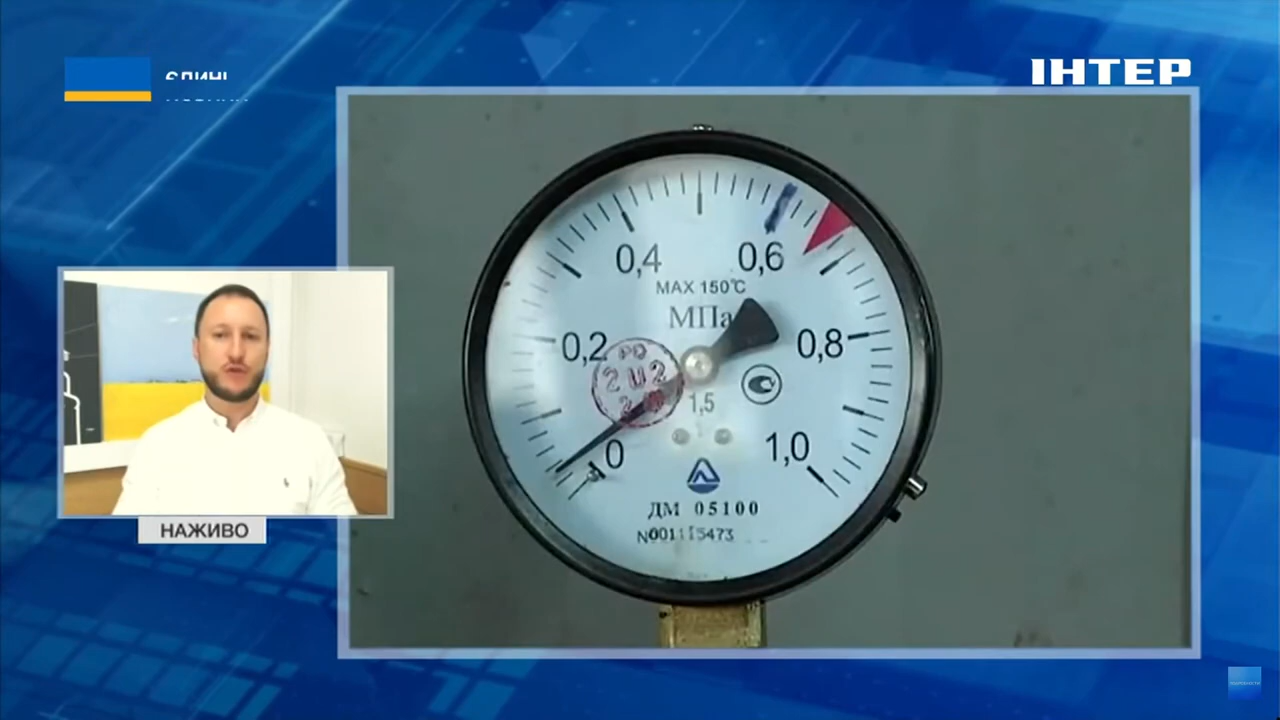 ІНТЕР
0,4
0,6
MAX 150°C
МПа
0,2
0,8
1,5
0
1,0
ДМ 05100
N001115473
НАЖИВО